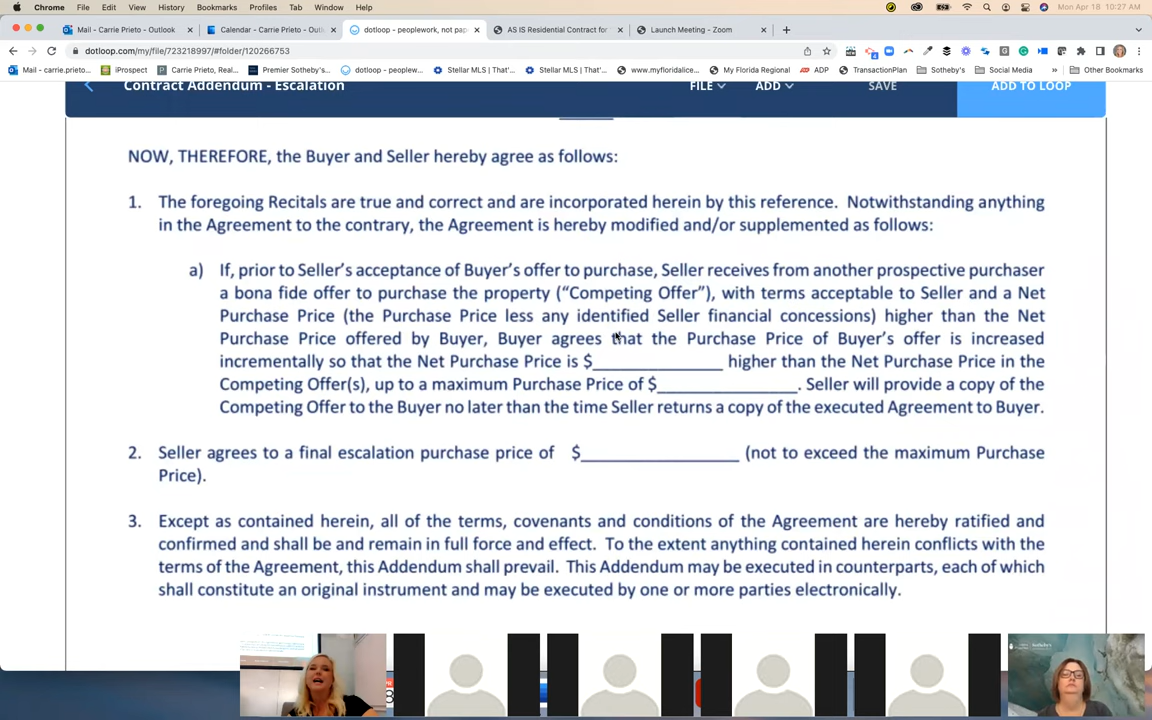 Chrome File Edit View History Bookmarks Profiles Tab Window Help Mon Apr 18 10:27 AM
Mail - Carrie Prieto - Outlook Calendar - Carrie Prieto - Outl dotloop - peoplework, not pap AS IS Residential Contract for Launch Meeting - Zoom
dotloop.com/my/file/723218997/#folder/120266753
Mail - carrie.prieto... iProspect Carrie Prieto, Real... Premier Sotheby's... dotloop - peoplew... Stellar MLS | That'... Stellar MLS | That'... www.myfloridalice... My Florida Regional ADP TransactionPlan Sotheby's Social Media Other Bookmarks
Contract Addendum - Escalation FILE ADD SAVE ADD TO LOOP
NOW, THEREFORE, the Buyer and Seller hereby agree as follows:
1. The foregoing Recitals are true and correct and are incorporated herein by this reference. Notwithstanding anything
in the Agreement to the contrary, the Agreement is hereby modified and/or supplemented as follows:
a) If, prior to Seller's acceptance of Buyer's offer to purchase, Seller receives from another prospective purchaser
a bona fide offer to purchase the property ("Competing Offer"), with terms acceptable to Seller and a Net
Purchase Price (the Purchase Price less any identified Seller financial concessions) higher than the Net
Purchase Price offered by Buyer, Buyer agrees that the Purchase Price of Buyer's offer is increased
incrementally so that the Net Purchase Price is $______________ higher than the Net Purchase Price in the
Competing Offer(s), up to a maximum Purchase Price of $_______________. Seller will provide a copy of the
Competing Offer to the Buyer no later than the time Seller returns a copy of the executed Agreement to Buyer.
2. Seller agrees to a final escalation purchase price of $_________________ (not to exceed the maximum Purchase
Price).
3. Except as contained herein, all of the terms, covenants and conditions of the Agreement are hereby ratified and
confirmed and shall be and remain in full force and effect. To the extent anything contained herein conflicts with the
terms of the Agreement, this Addendum shall prevail. This Addendum may be executed in counterparts, each of which
shall constitute an original instrument and may be executed by one or more parties electronically.